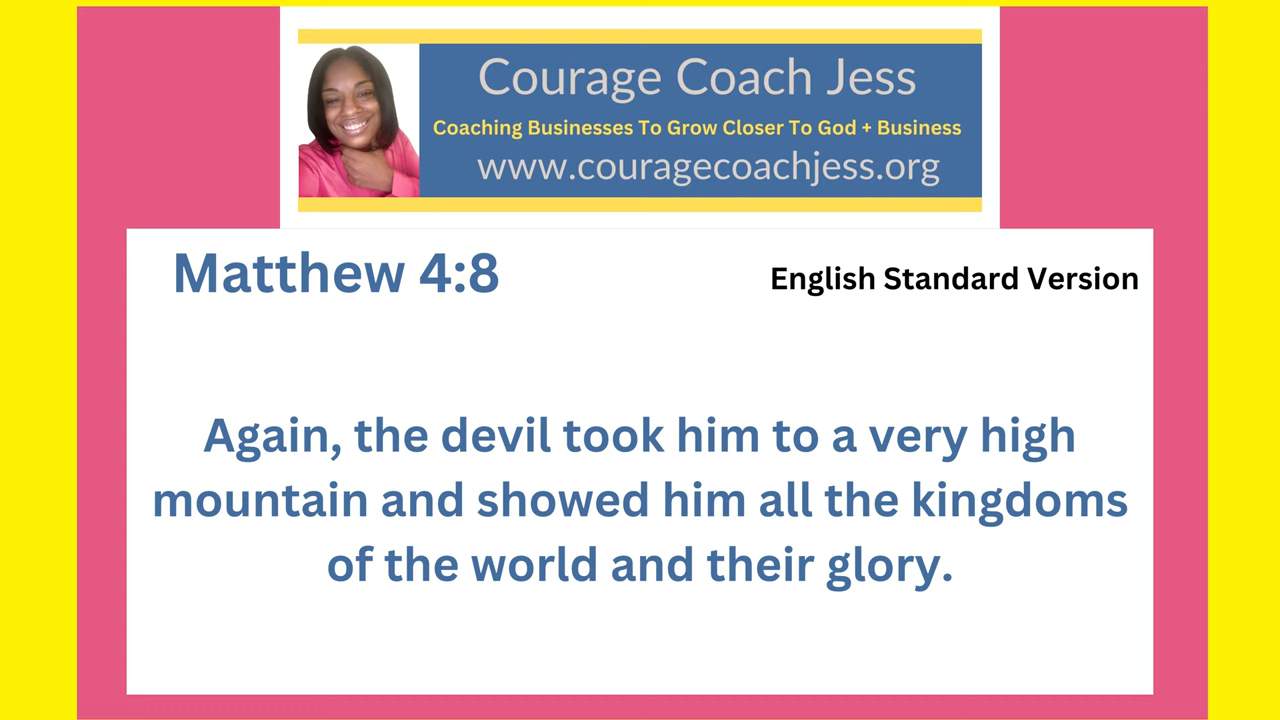 Courage Coach Jess
Coaching Businesses To Grow Closer To God + Business
www.couragecoachjess.org
Matthew 4:8
English Standard Version
Again, the devil took him to a very high
mountain and showed him all the kingdoms
of the world and their glory.